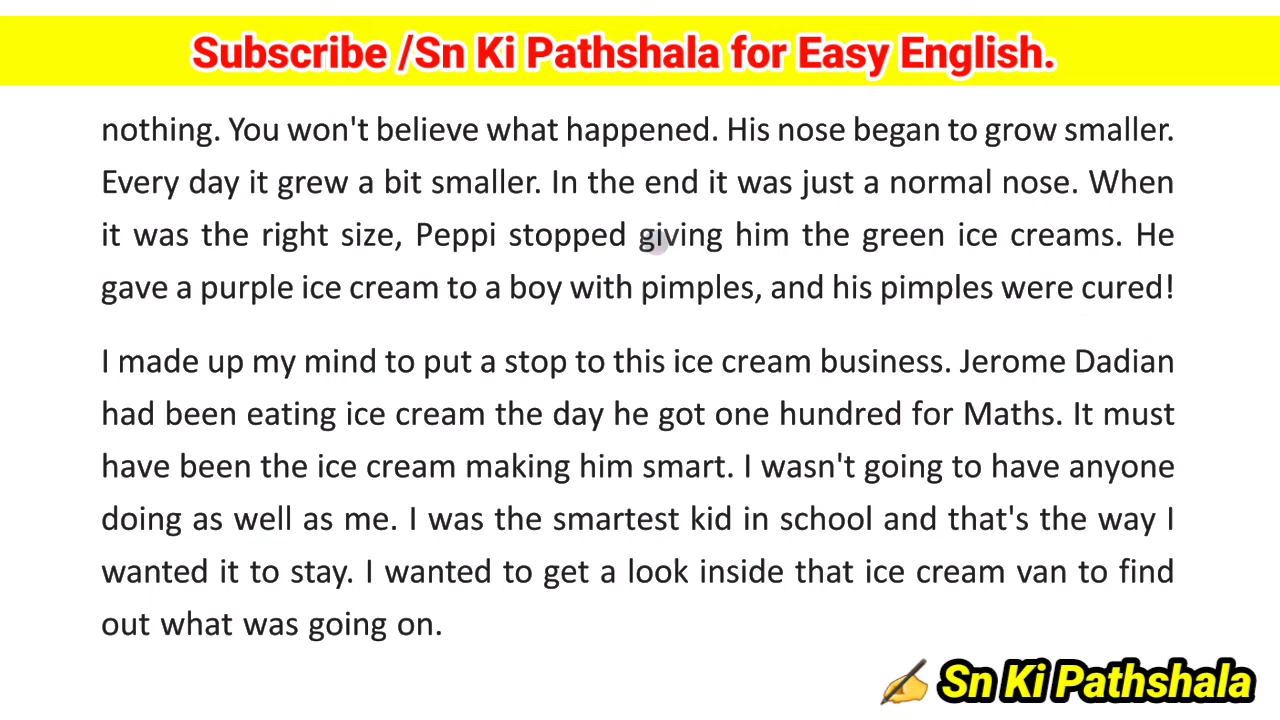 Subscribe /Sn Ki Pathshala for Easy English.
nothing. You won't believe what happened. His nose began to grow smaller.
Every day it grew a bit smaller. In the end it was just a normal nose. When
it was the right size, Peppi stopped giving him the green ice creams. He
gave a purple ice cream to a boy with pimples, and his pimples were cured!
I made up my mind to put a stop to this ice cream business. Jerome Dadian
had been eating ice cream the day he got one hundred for Maths. It must
have been the ice cream making him smart. I wasn't going to have anyone
doing as well as me. I was the smartest kid in school and that's the way I
wanted it to stay. I wanted to get a look inside that ice cream van to find
out what was going on.
Sn Ki Pathshala